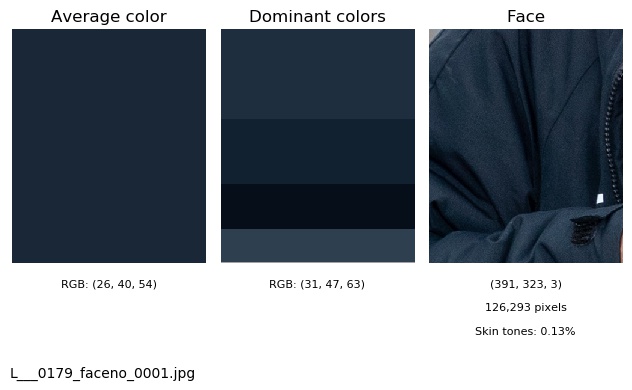 Average color
Dominant colors
Face
RGB: (26, 40, 54)
RGB: (31, 47, 63)
(391, 323, 3)
126,293 pixels
Skin tones: 0.13%
L___0179_faceno_0001.jpg